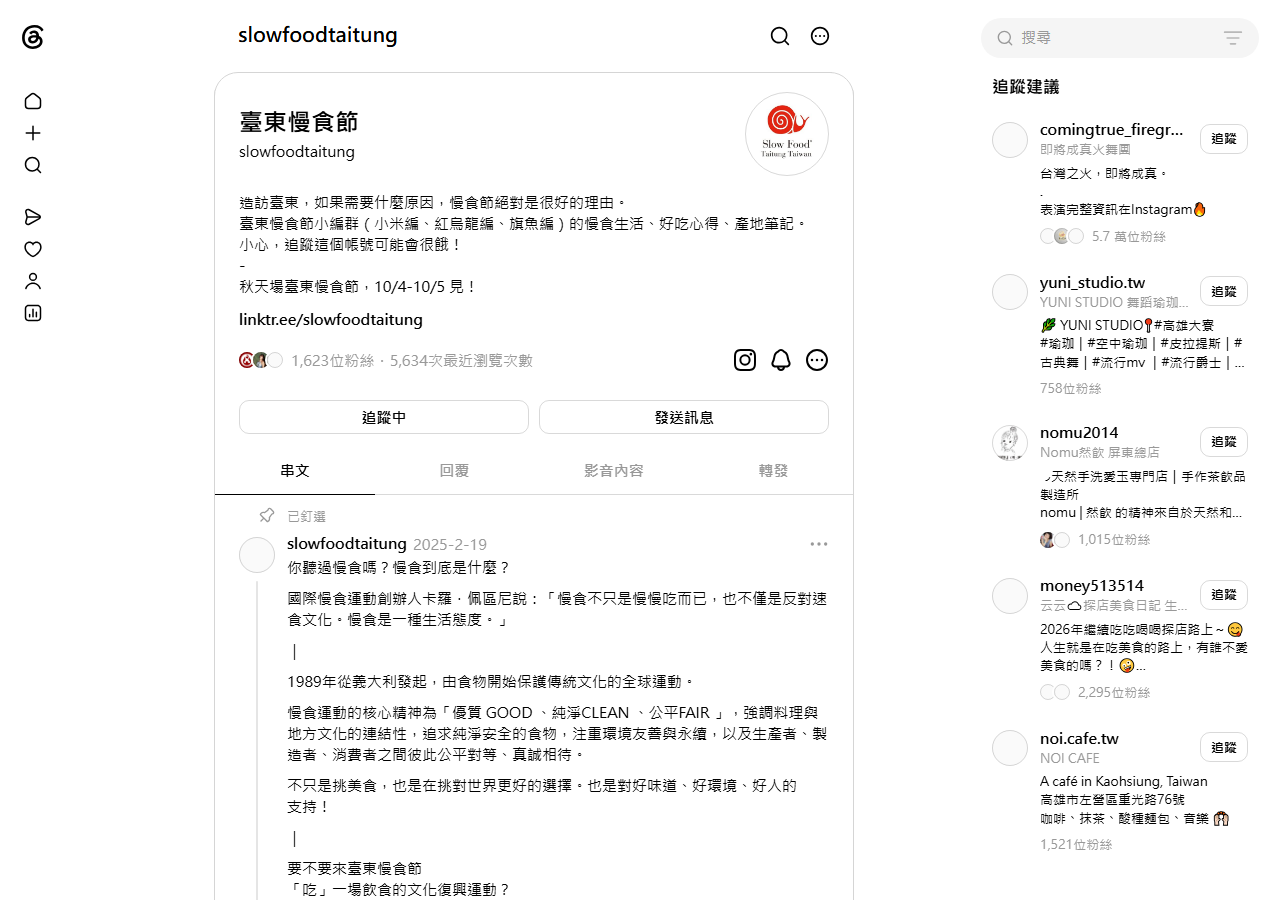 slowfoodtaitung
臺東慢食節
slowfoodtaitung
Slow Food®
Taitung Taiwan
造訪臺東，如果需要什麼原因，慢食節絕對是很好的理由。
臺東慢食節小編群（小米編、紅烏龍編、旗魚編）的慢食生活、好吃心得、產地筆記。
小心，追蹤這個帳號可能會很餓！
-
秋天場臺東慢食節，10/4-10/5 見！
linktr.ee/slowfoodtaitung
1,623位粉絲 · 5,634次最近瀏覽次數
追蹤中
發送訊息
串文
回覆
影音內容
轉發
已釘選
slowfoodtaitung 2025-2-19
你聽過慢食嗎？慢食到底是什麼？
國際慢食運動創辦人卡羅．佩區尼說：「慢食不只是慢慢吃而已，也不僅是反對速
食文化。慢食是一種生活態度。」
｜
1989年從義大利發起，由食物開始保護傳統文化的全球運動。
慢食運動的核心精神為「優質 GOOD 、純淨CLEAN 、公平FAIR 」，強調料理與
地方文化的連結性，追求純淨安全的食物，注重環境友善與永續，以及生產者、製
造者、消費者之間彼此公平對等、真誠相待。
不只是挑美食，也是在挑對世界更好的選擇。也是對好味道、好環境、好人的
支持！
｜
要不要來臺東慢食節
「吃」一場飲食的文化復興運動？
搜尋
追蹤建議
comingtrue_firegr...
即將成真火舞團
追蹤
台灣之火，即將成真。
-
表演完整資訊在Instagram🔥
5.7 萬位粉絲
yuni_studio.tw
YUNI STUDIO 舞蹈瑜珈...
追蹤
🌿 YUNI STUDIO📍#高雄大寮
#瑜珈｜#空中瑜珈｜#皮拉提斯｜#
古典舞｜#流行mv ｜#流行爵士｜...
758位粉絲
nomu2014
Nomu然飲 屏東總店
追蹤
天然手洗愛玉專門店｜手作茶飲品
製造所
nomu | 然飲 的精神來自於天然和...
1,015位粉絲
money513514
云云☁️探店美食日記 生...
追蹤
2026年繼續吃吃喝喝探店路上～😋
人生就是在吃美食的路上，有誰不愛
美食的嗎？！🤪...
2,295位粉絲
noi.cafe.tw
NOI CAFE
追蹤
A café in Kaohsiung, Taiwan
高雄市左營區重光路76號
咖啡、抹茶、酸種麵包、音樂
1,521位粉絲